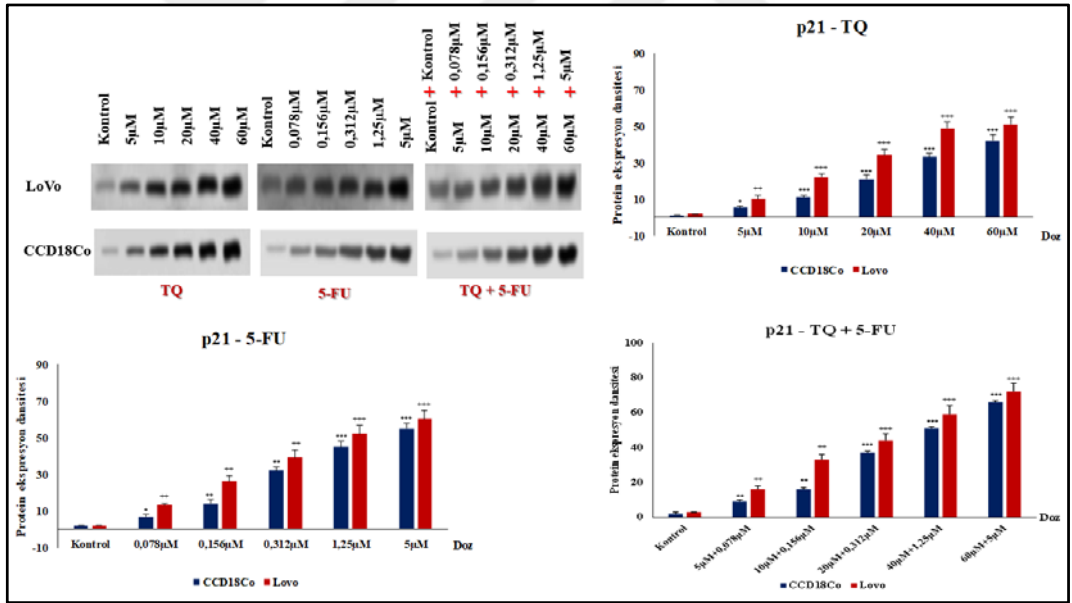 Kontrol
5µM
10µM
20µM
40µM
60µM
Kontrol
0,078µM
0,156µM
0,312µM
1,25µM
5µM
Kontrol + Kontrol
5µM + 0,078µM
10µM + 0,156µM
20µM + 0,312µM
40µM + 1,25µM
60µM + 5µM
LoVo
CCD18Co
TQ
5-FU
TQ + 5-FU
p21 - TQ
Protein ekspresyon dansitesi
90
70
50
30
10
-10
* ++
*** +++
*** +++
*** +++
*** +++
Kontrol 5µM 10µM 20µM 40µM 60µM Doz
CCD18Co Lovo
p21 - 5-FU
Protein ekspresyon dansitesi
90
70
50
30
10
-10
* ++
** ++
** ++
*** +++
*** +++
Kontrol 0,078µM 0,156µM 0,312µM 1,25µM 5µM Doz
CCD18Co Lovo
p21 - TQ + 5-FU
Protein ekspresyon dansitesi
100
80
60
40
20
0
** ++
** ++
*** +++
*** +++
*** +++
Kontrol 5µM+0,078µM 10µM+0,156µM 20µM+0,312µM 40µM+1,25µM 60µM+5µM Doz
CCD18Co Lovo